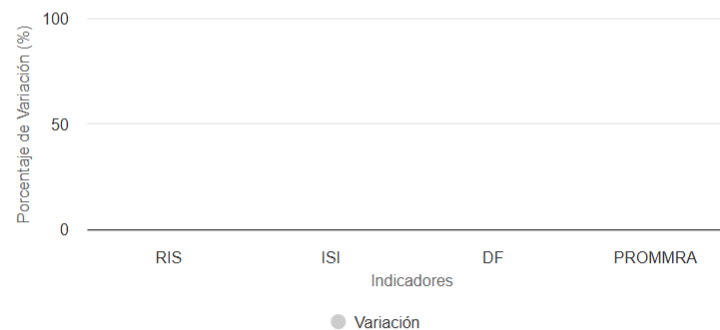 Porcentaje de Variación (%)
100
50
0
RIS ISI DF PROMMRA
Indicadores
Variación